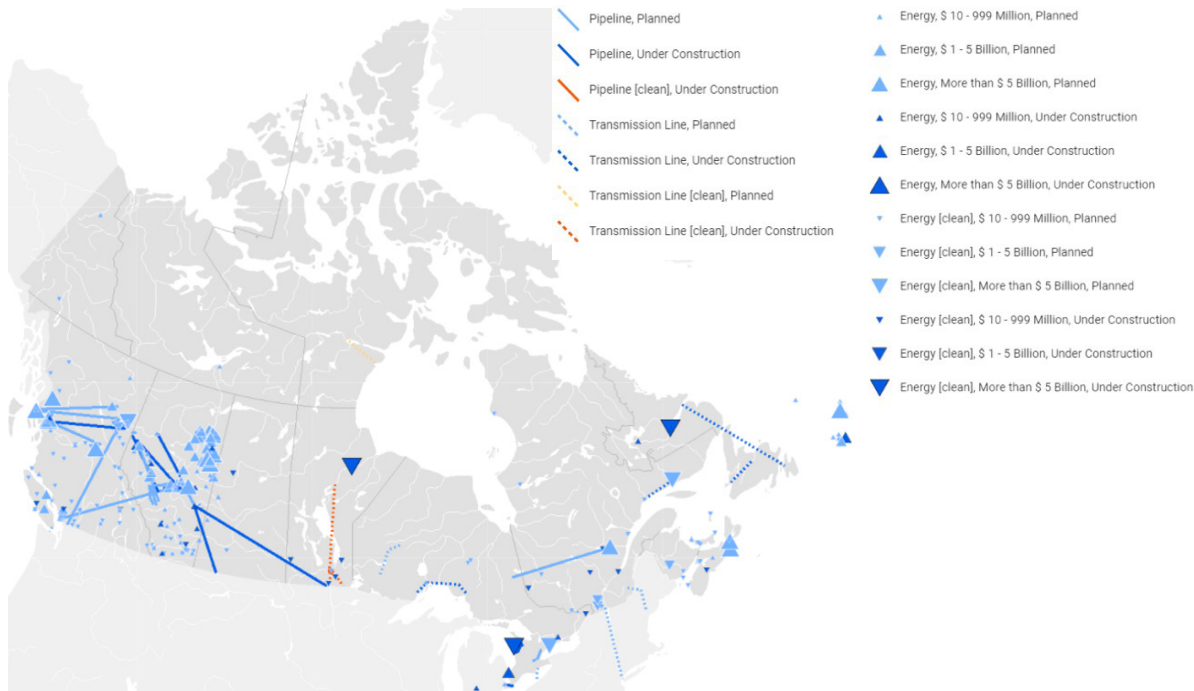 Pipeline, Planned
Pipeline, Under Construction
Pipeline [clean], Under Construction
Transmission Line, Planned
Transmission Line, Under Construction
Transmission Line [clean], Planned
Transmission Line [clean], Under Construction
Energy, $ 10 - 999 Million, Planned
Energy, $ 1 - 5 Billion, Planned
Energy, More than $ 5 Billion, Planned
Energy, $ 10 - 999 Million, Under Construction
Energy, $ 1 - 5 Billion, Under Construction
Energy, More than $ 5 Billion, Under Construction
Energy [clean], $ 10 - 999 Million, Planned
Energy [clean], $ 1 - 5 Billion, Planned
Energy [clean], More than $ 5 Billion, Planned
Energy [clean], $ 10 - 999 Million, Under Construction
Energy [clean], $ 1 - 5 Billion, Under Construction
Energy [clean], More than $ 5 Billion, Under Construction